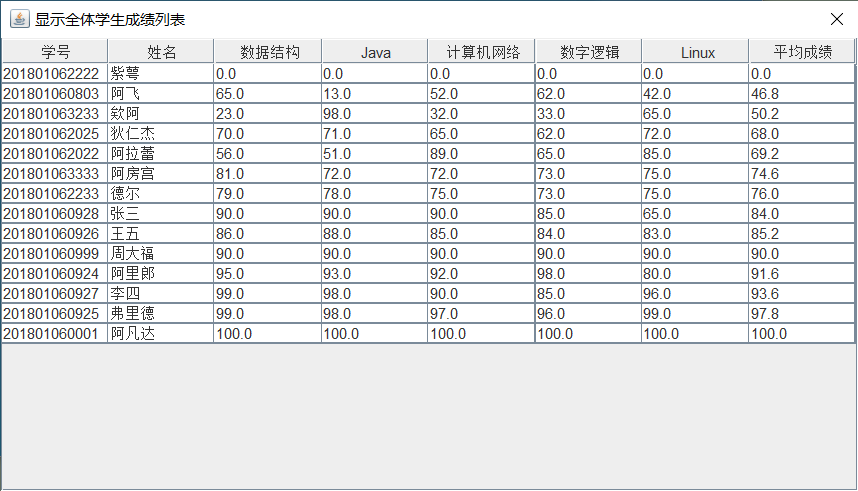 显示全体学生成绩列表
学号 姓名 数据结构 Java 计算机网络 数字逻辑 Linux 平均成绩
201801062222 紫萼 0.0 0.0 0.0 0.0 0.0 0.0
201801060803 阿飞 65.0 13.0 52.0 62.0 42.0 46.8
201801063233 欸阿 23.0 98.0 32.0 33.0 65.0 50.2
201801062025 狄仁杰 70.0 71.0 65.0 62.0 72.0 68.0
201801062022 阿拉蕾 56.0 51.0 89.0 65.0 85.0 69.2
201801063333 阿房宫 81.0 72.0 72.0 73.0 75.0 74.6
201801062233 德尔 79.0 78.0 75.0 73.0 75.0 76.0
201801060928 张三 90.0 90.0 90.0 85.0 65.0 84.0
201801060926 王五 86.0 88.0 85.0 84.0 83.0 85.2
201801060999 周大福 90.0 90.0 90.0 90.0 90.0 90.0
201801060924 阿里郎 95.0 93.0 92.0 98.0 80.0 91.6
201801060927 李四 99.0 98.0 90.0 85.0 96.0 93.6
201801060925 弗里德 99.0 98.0 97.0 96.0 99.0 97.8
201801060001 阿凡达 100.0 100.0 100.0 100.0 100.0 100.0